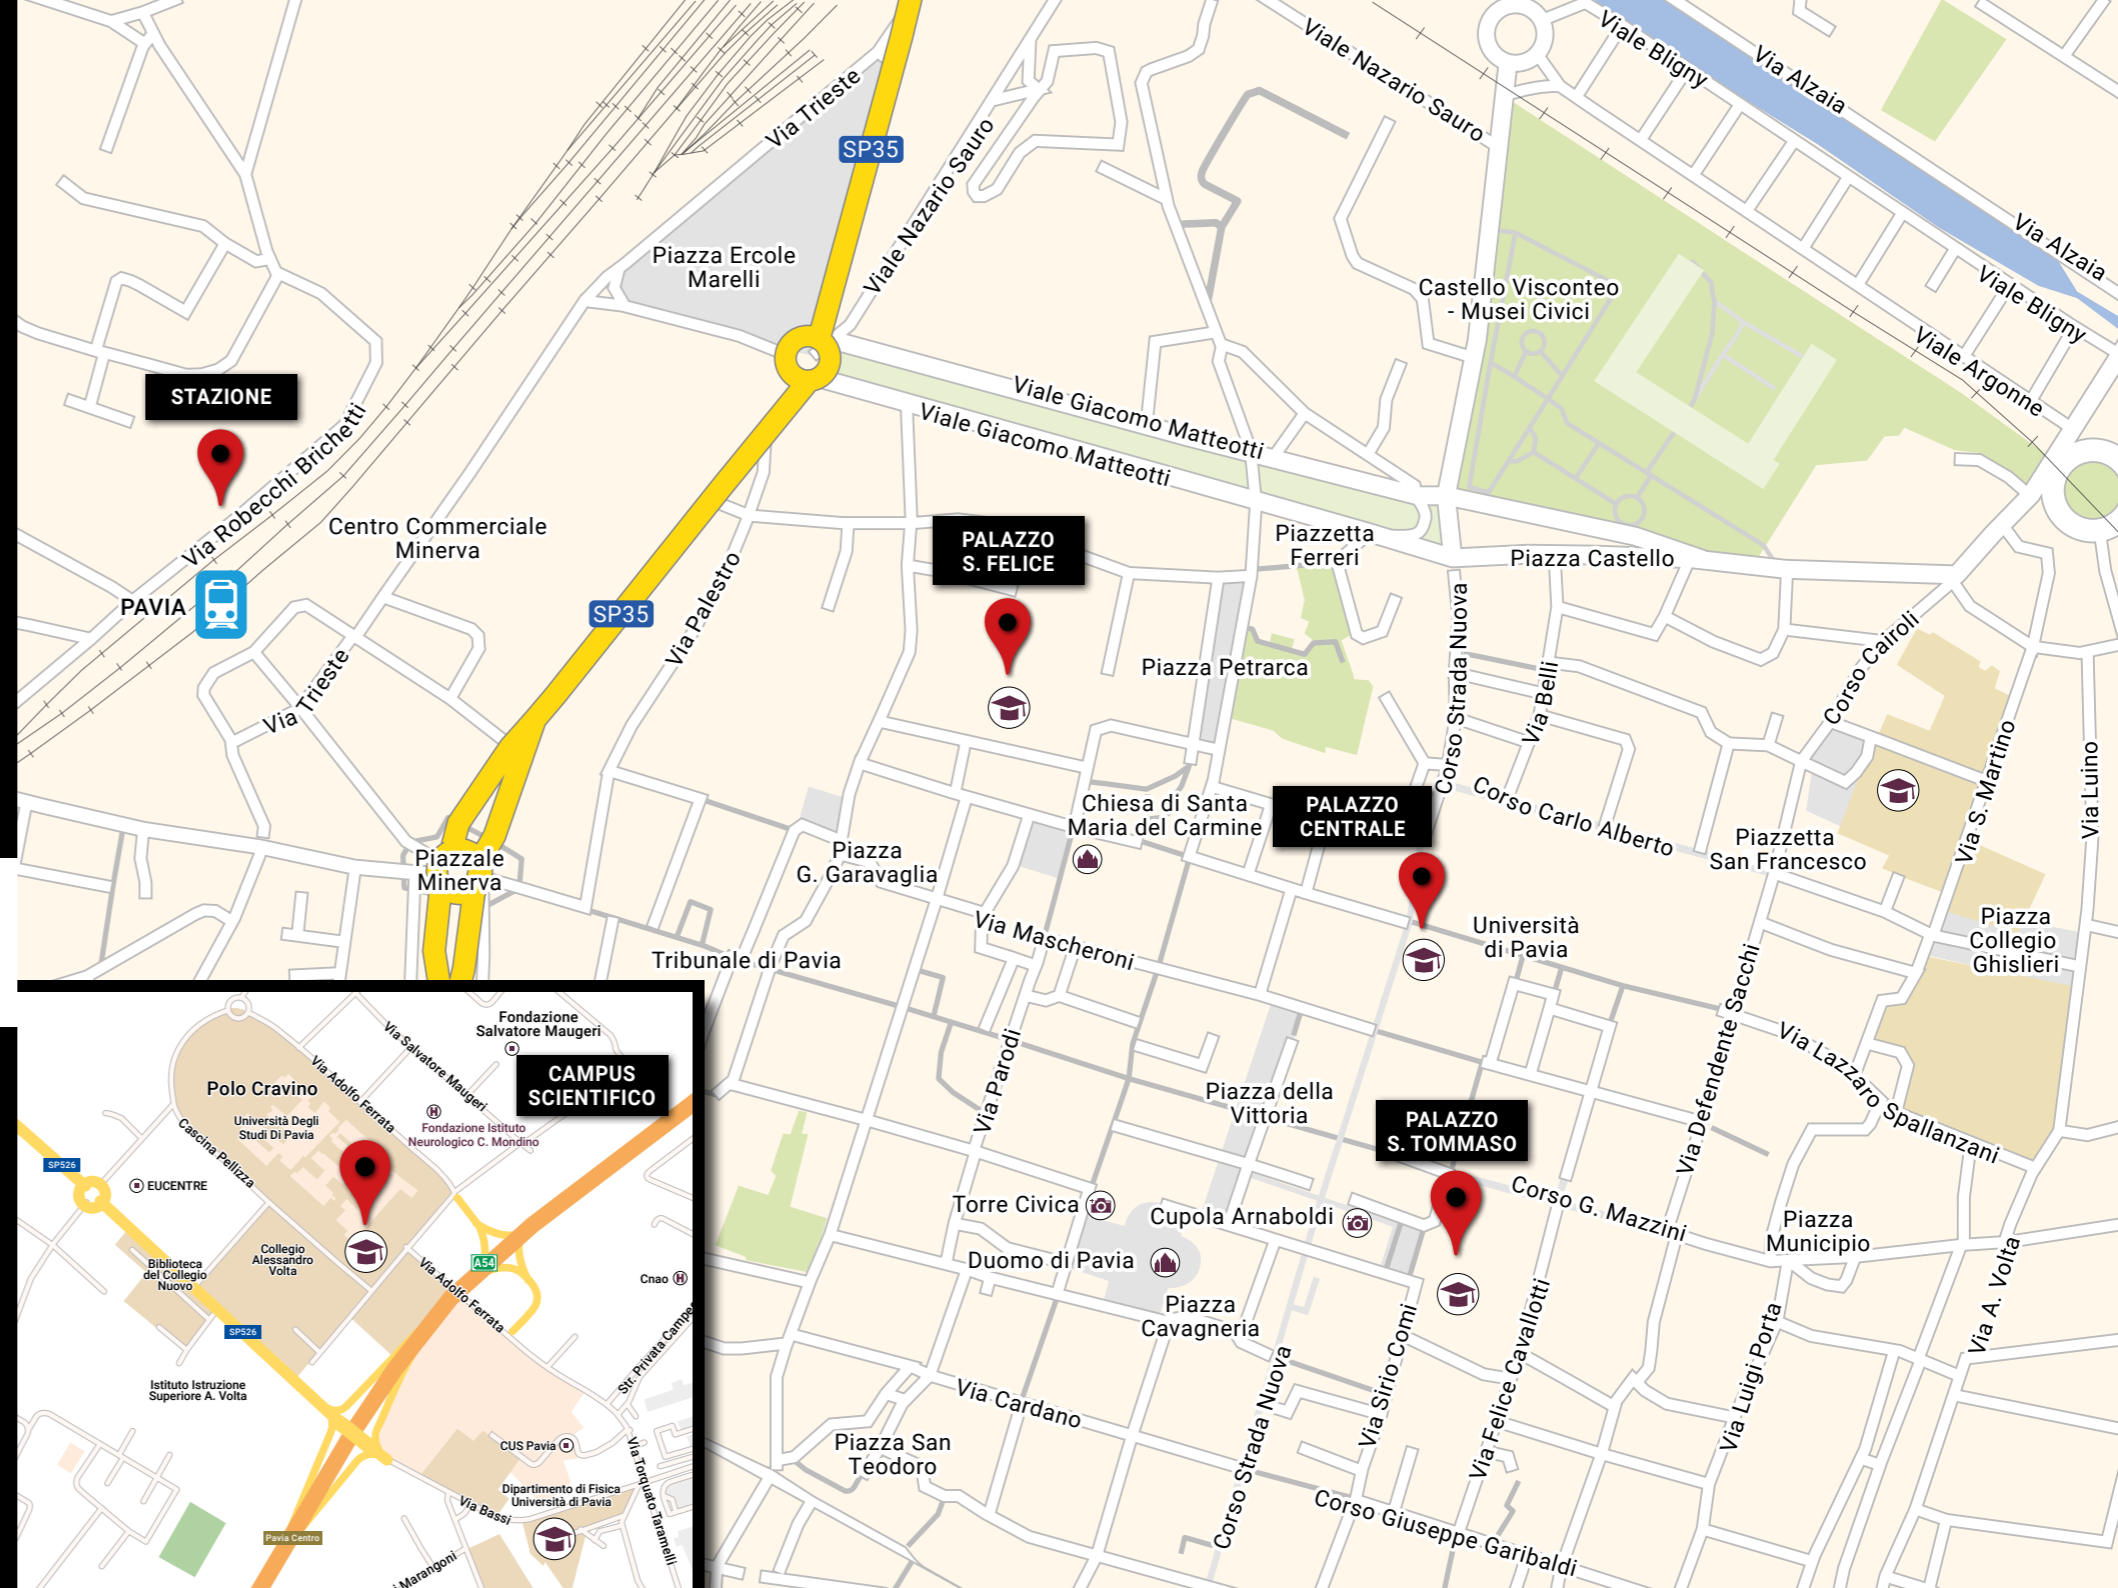 Viale Nazario Sauro
Viale Bligny
Via Alzaia
Via Trieste
SP35
Viale Nazario Sauro
Via Alzaia
Piazza Ercole
Marelli
Castello Visconteo
- Musei Civici
Viale Bligny
Viale Argonne
STAZIONE
Viale Giacomo Matteotti
Viale Giacomo Matteotti
Via Robecchi Brichetti
Centro Commerciale
Minerva
PALAZZO
S. FELICE
Piazzetta
Ferreri
Piazza Castello
PAVIA
SP35
Via Palestro
Corso Strada Nuova
Via Belli
Corso Cairoli
Piazza Petrarca
Via Trieste
Via S. Martino
Via Luino
Chiesa di Santa
Maria del Carmine
PALAZZO
CENTRALE
Corso Carlo Alberto
Piazzetta
San Francesco
Piazzale
Minerva
Piazza
G. Garavaglia
Via Mascheroni
Università
di Pavia
Piazza
Collegio
Ghislieri
Tribunale di Pavia
Via Defendente Sacchi
Via Lazzaro Spallanzani
Via Parodi
Piazza della
Vittoria
PALAZZO
S. TOMMASO
Torre Civica
Cupola Arnaboldi
Corso G. Mazzini
Piazza
Municipio
Duomo di Pavia
Piazza
Cavagneria
Via A. Volta
Via Sirio Comi
Via Felice Cavallotti
Via Luigi Porta
Corso Strada Nuova
Via Cardano
Piazza San
Teodoro
Corso Giuseppe Garibaldi
Fondazione
Salvatore Maugeri
Via Salvatore Maugeri
CAMPUS
SCIENTIFICO
Via Adolfo Ferrata
Polo Cravino
Università Degli
Studi Di Pavia
Fondazione Istituto
Neurologico C. Mondino
H
Cascina Pellizza
SP526
EUCENTRE
Collegio
Alessandro
Volta
Biblioteca
del Collegio
Nuovo
A54
Via Adolfo Ferrata
Cnao
H
SP526
Str. Privata Campe
Istituto Istruzione
Superiore A. Volta
CUS Pavia
Via Torquato Taramelli
Dipartimento di Fisica
Università di Pavia
Via Bassi
Pavia Centro
i Marangoni